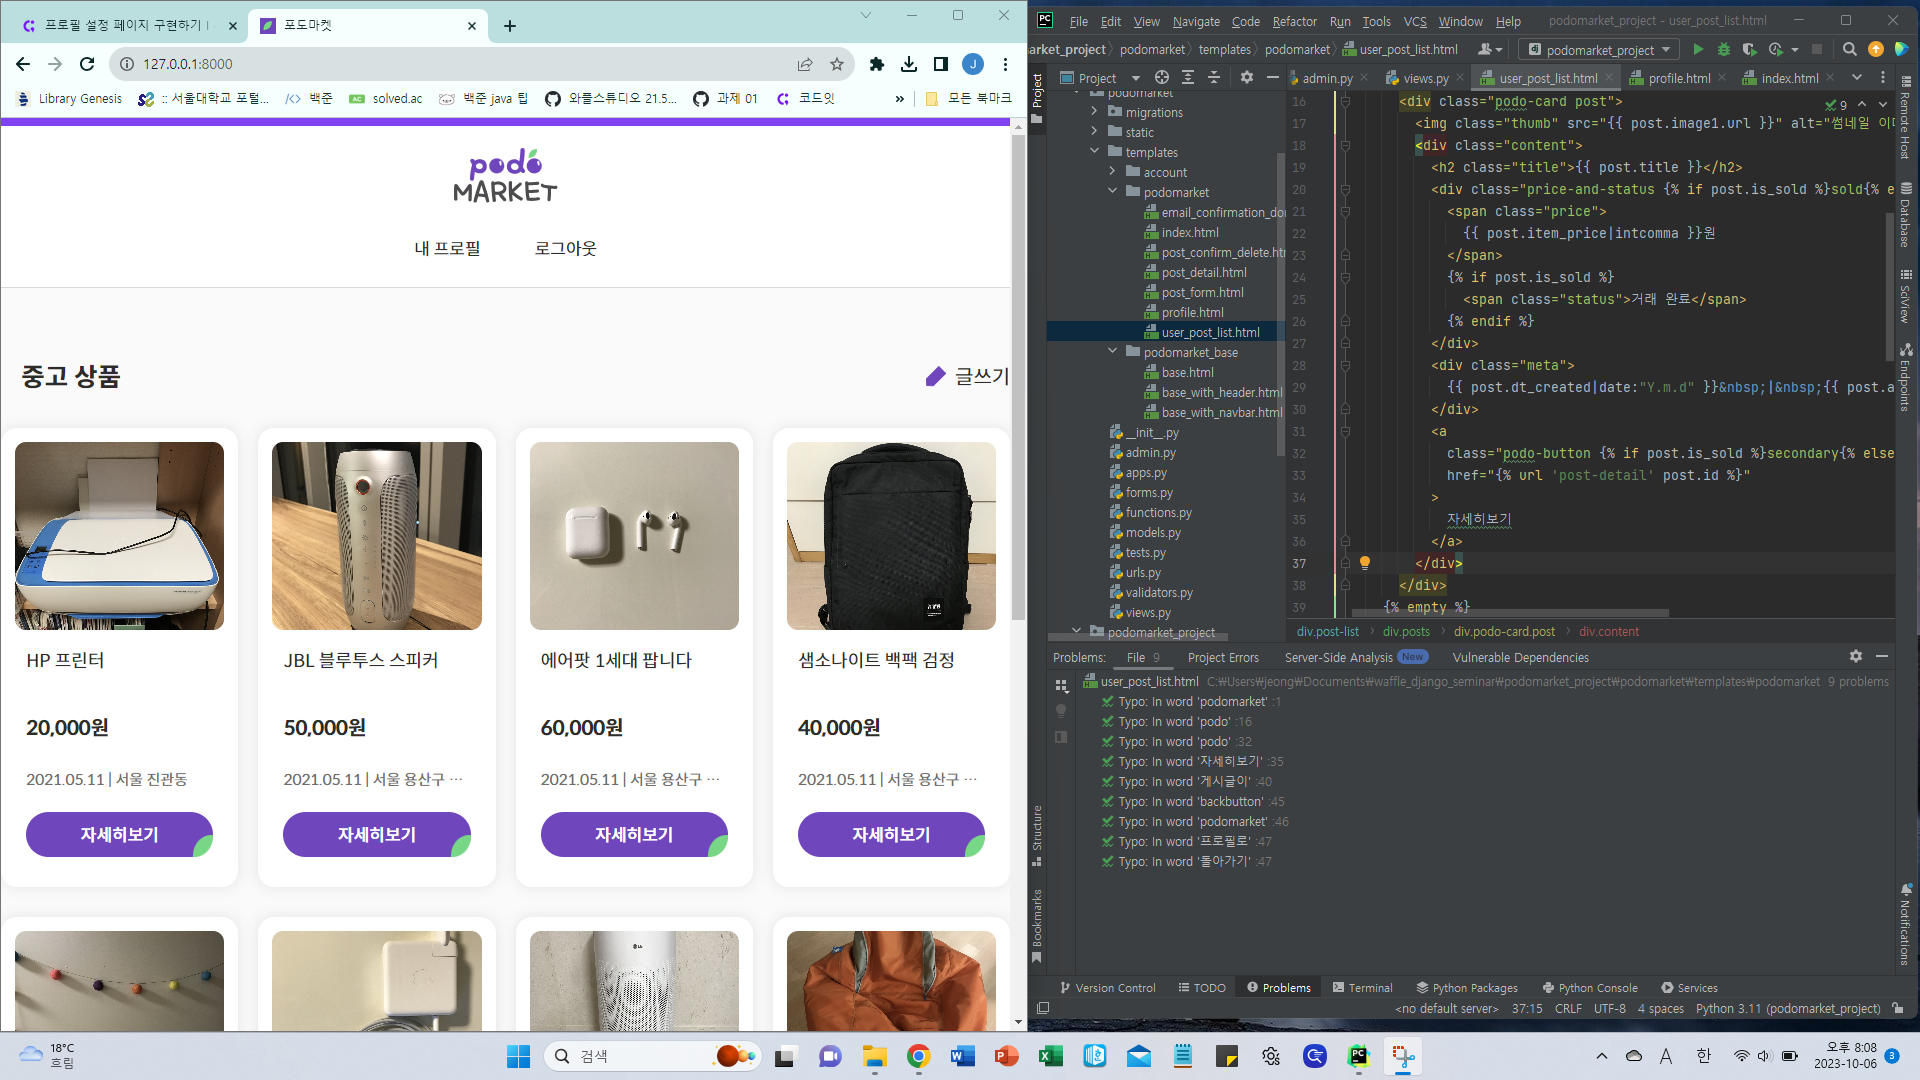 프로필 설정 페이지 구현하기 |
포도마켓
127.0.0.1:8000
Library Genesis
:: 서울대학교 포털...
백준
solved.ac
백준 java 팁
와플스튜디오 21.5...
과제 01
코드잇
»
모든 북마크
podo
MARKET
내 프로필
로그아웃
중고 상품
글쓰기
HP 프린터
20,000원
2021.05.11 | 서울 진관동
자세히보기
JBL 블루투스 스피커
50,000원
2021.05.11 | 서울 용산구 ...
자세히보기
에어팟 1세대 팝니다
60,000원
2021.05.11 | 서울 용산구 ...
자세히보기
샘소나이트 백팩 검정
40,000원
2021.05.11 | 서울 용산구 ...
자세히보기
File Edit View Navigate Code Refactor Run Tools VCS Window Help
podomarket_project - user_post_list.html
arket_project podomarket templates podomarket user_post_list.html
podomarket_project
Project
admin.py
views.py
user_post_list.html
profile.html
index.html
Project
podomarket
migrations
static
templates
account
podomarket
email_confirmation_do
index.html
post_confirm_delete.ht
post_detail.html
post_form.html
profile.html
user_post_list.html
podomarket_base
base.html
base_with_header.html
base_with_navbar.html
__init__.py
admin.py
apps.py
forms.py
functions.py
models.py
tests.py
urls.py
validators.py
views.py
podomarket_project
9
16 <div class="podo-card post">
17 <img class="thumb" src="{{ post.image1.url }}" alt="썸네일 이
18 <div class="content">
19 <h2 class="title">{{ post.title }}</h2>
20 <div class="price-and-status {% if post.is_sold %}sold{% e
21 <span class="price">
22 {{ post.item_price|intcomma }}원
23 </span>
24 {% if post.is_sold %}
25 <span class="status">거래 완료</span>
26 {% endif %}
27 </div>
28 <div class="meta">
29 {{ post.dt_created|date:"Y.m.d" }}&nbsp;|&nbsp;{{ post.a
30 </div>
31 <a
32 class="podo-button {% if post.is_sold %}secondary{% else
33 href="{% url 'post-detail' post.id %}"
34 >
35 자세히보기
36 </a>
37 </div>
38 </div>
39 {% empty %}
div.post-list div.posts div.podo-card.post div.content
Remote Host
Database
SciView
Endpoints
Notifications
Structure
Bookmarks
Problems: File 9 Project Errors Server-Side Analysis New Vulnerable Dependencies
user_post_list.html C:₩Users₩jeong₩Documents₩waffle_django_seminar₩podomarket_project₩podomarket₩templates₩podomarket 9 problems
Typo: In word 'podomarket' :1
Typo: In word 'podo' :16
Typo: In word 'podo' :32
Typo: In word '자세히보기' :35
Typo: In word '게시글이' :40
Typo: In word 'backbutton' :45
Typo: In word 'podomarket' :46
Typo: In word '프로필로' :47
Typo: In word '돌아가기' :47
Version Control TODO Problems Terminal Python Packages Python Console Services
<no default server> 37:15 CRLF UTF-8 4 spaces Python 3.11 (podomarket_project)
18°C
흐림
검색
A 한
오후 8:08
2023-10-06
3